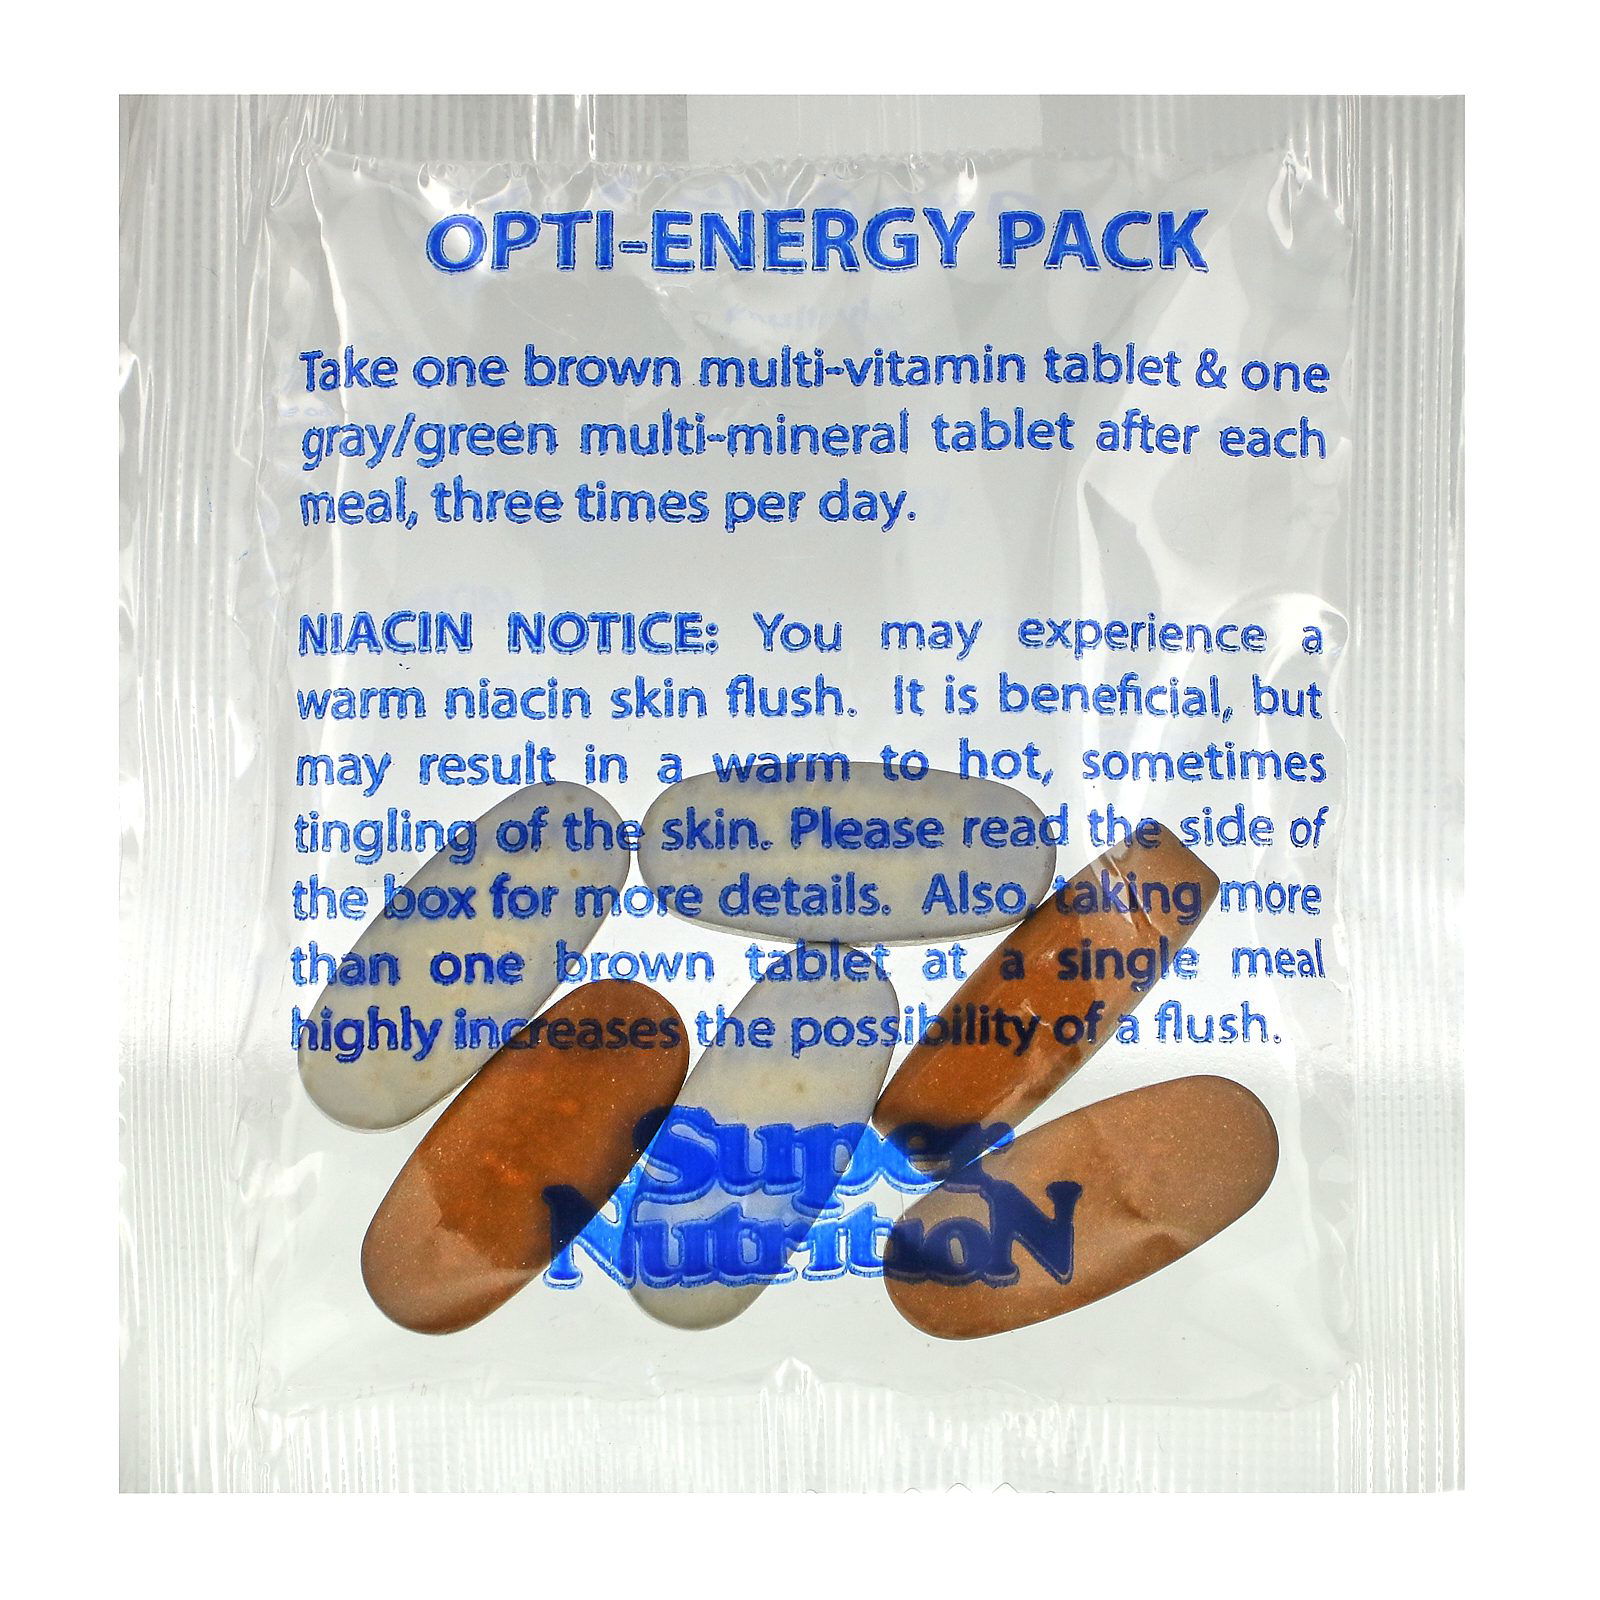 OPTI-ENERGY PACK
Take one brown multi-vitamin tablet & one
gray/green multi-mineral tablet after each
meal, three times per day.
NIACIN NOTICE: You may experience a
warm niacin skin flush. It is beneficial, but
may result in a warm to hot, sometimes
tingling of the skin. Please read the side of
the box for more details. Also, taking more
than one brown tablet at a single meal
highly increases the possibility of a flush.
Super
Nutrition